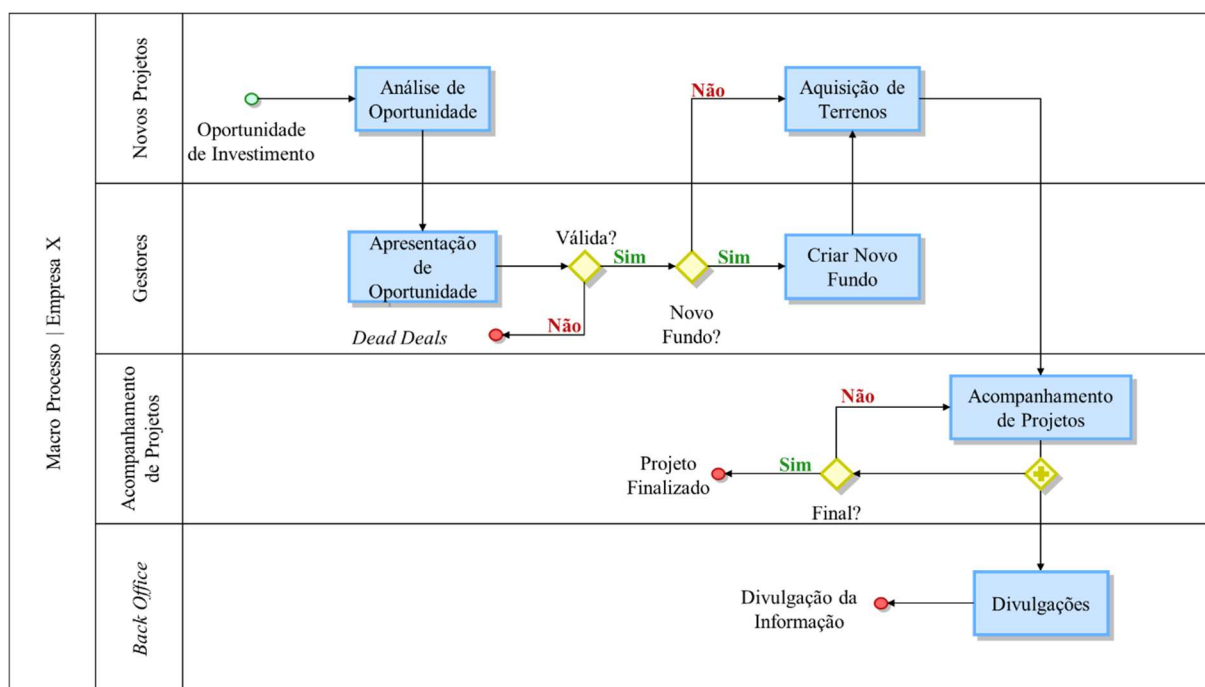 Macro Processo | Empresa X
Novos Projetos
Oportunidade
de Investimento
Análise de
Oportunidade
Não
Aquisição de
Terrenos
Gestores
Apresentação
de
Oportunidade
Válida?
Sim
Não
Dead Deals
Sim
Novo
Fundo?
Criar Novo
Fundo
Acompanhamento
de Projetos
Não
Acompanhamento
de Projetos
Projeto
Finalizado
Sim
Final?
Back Office
Divulgação da
Informação
Divulgações